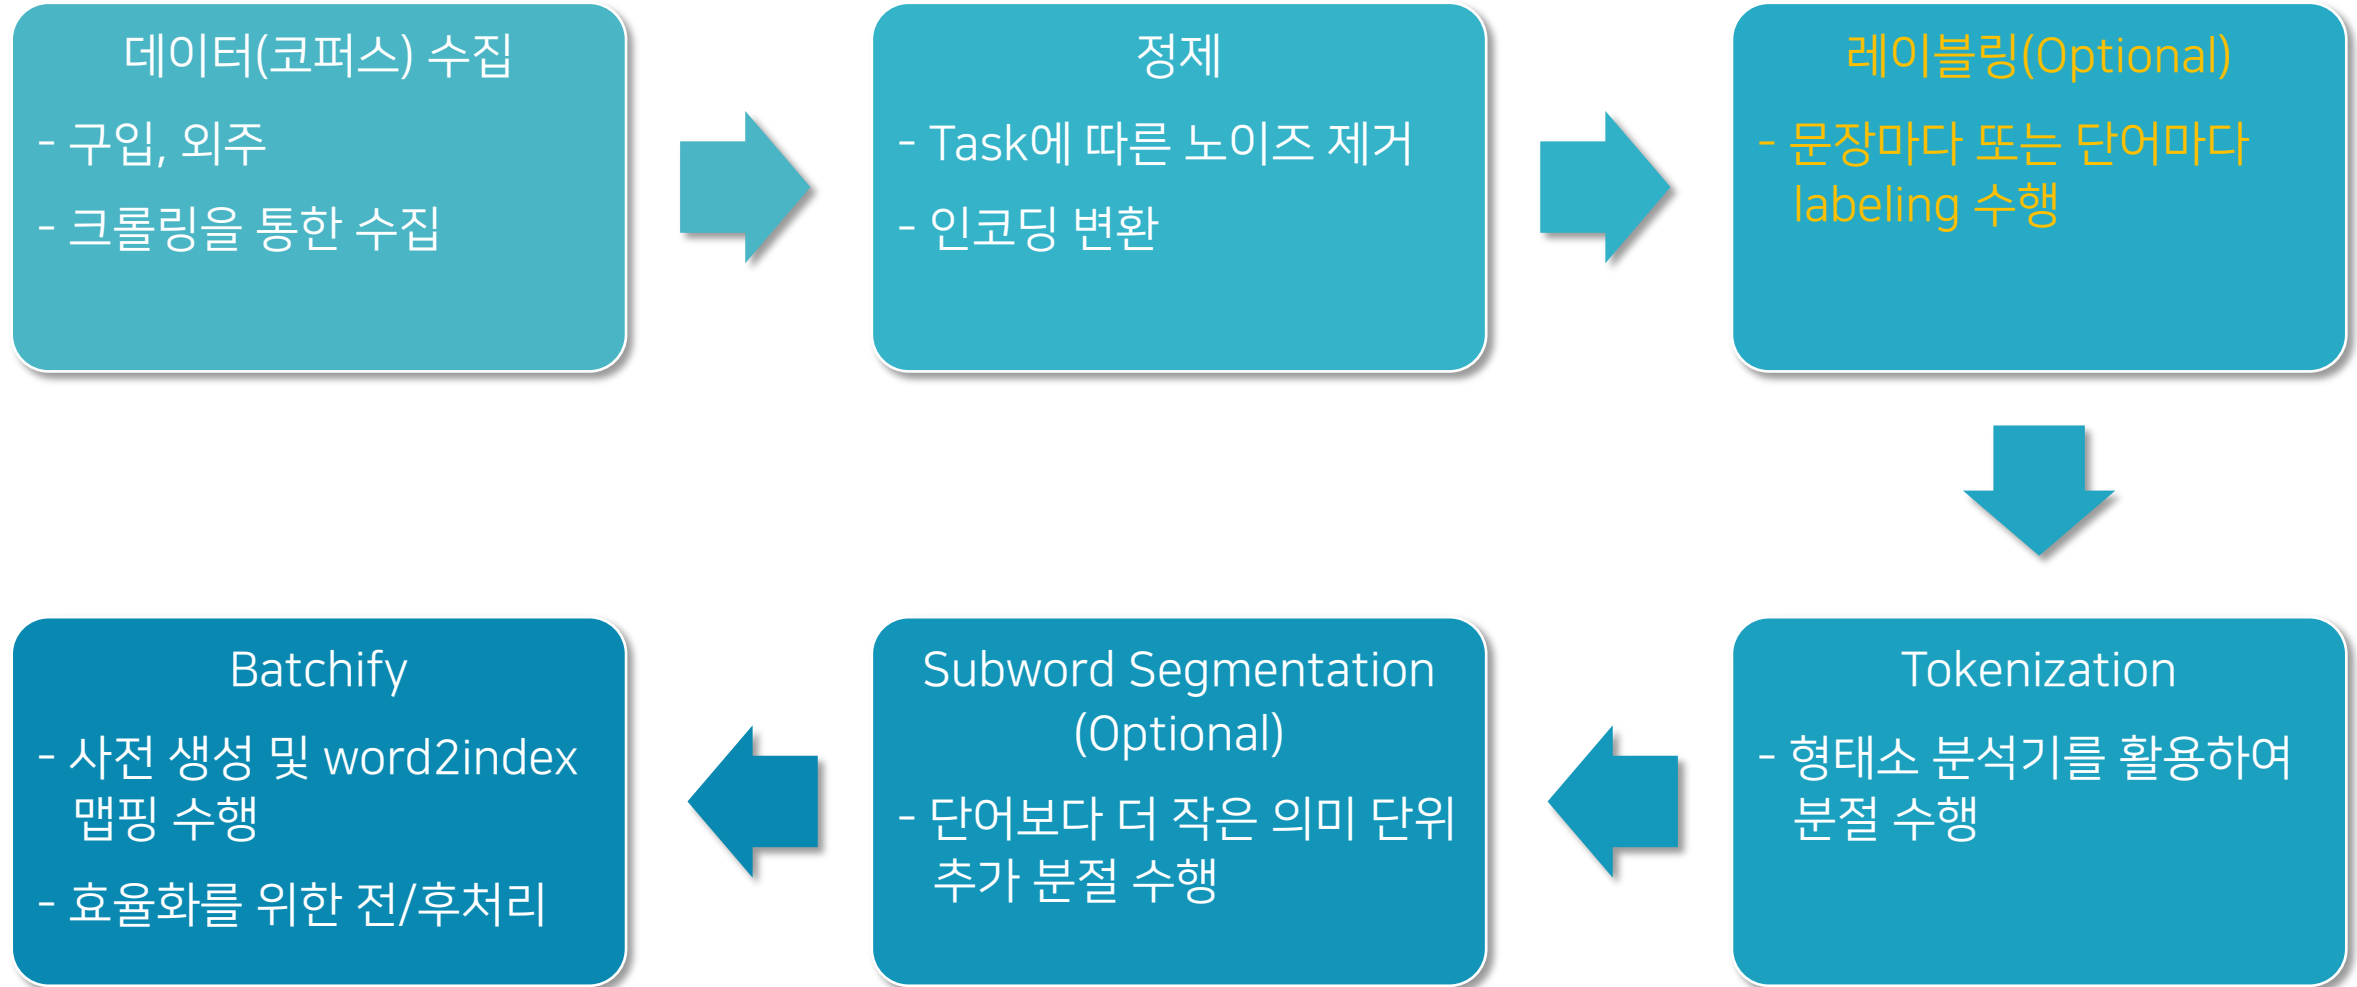 데이터(코퍼스) 수집
- 구입, 외주
- 크롤링을 통한 수집
정제
- Task에 따른 노이즈 제거
- 인코딩 변환
레이블링(Optional)
- 문장마다 또는 단어마다
labeling 수행
Tokenization
- 형태소 분석기를 활용하여
분절 수행
Subword Segmentation
(Optional)
- 단어보다 더 작은 의미 단위
추가 분절 수행
Batchify
- 사전 생성 및 word2index
맵핑 수행
- 효율화를 위한 전/후처리